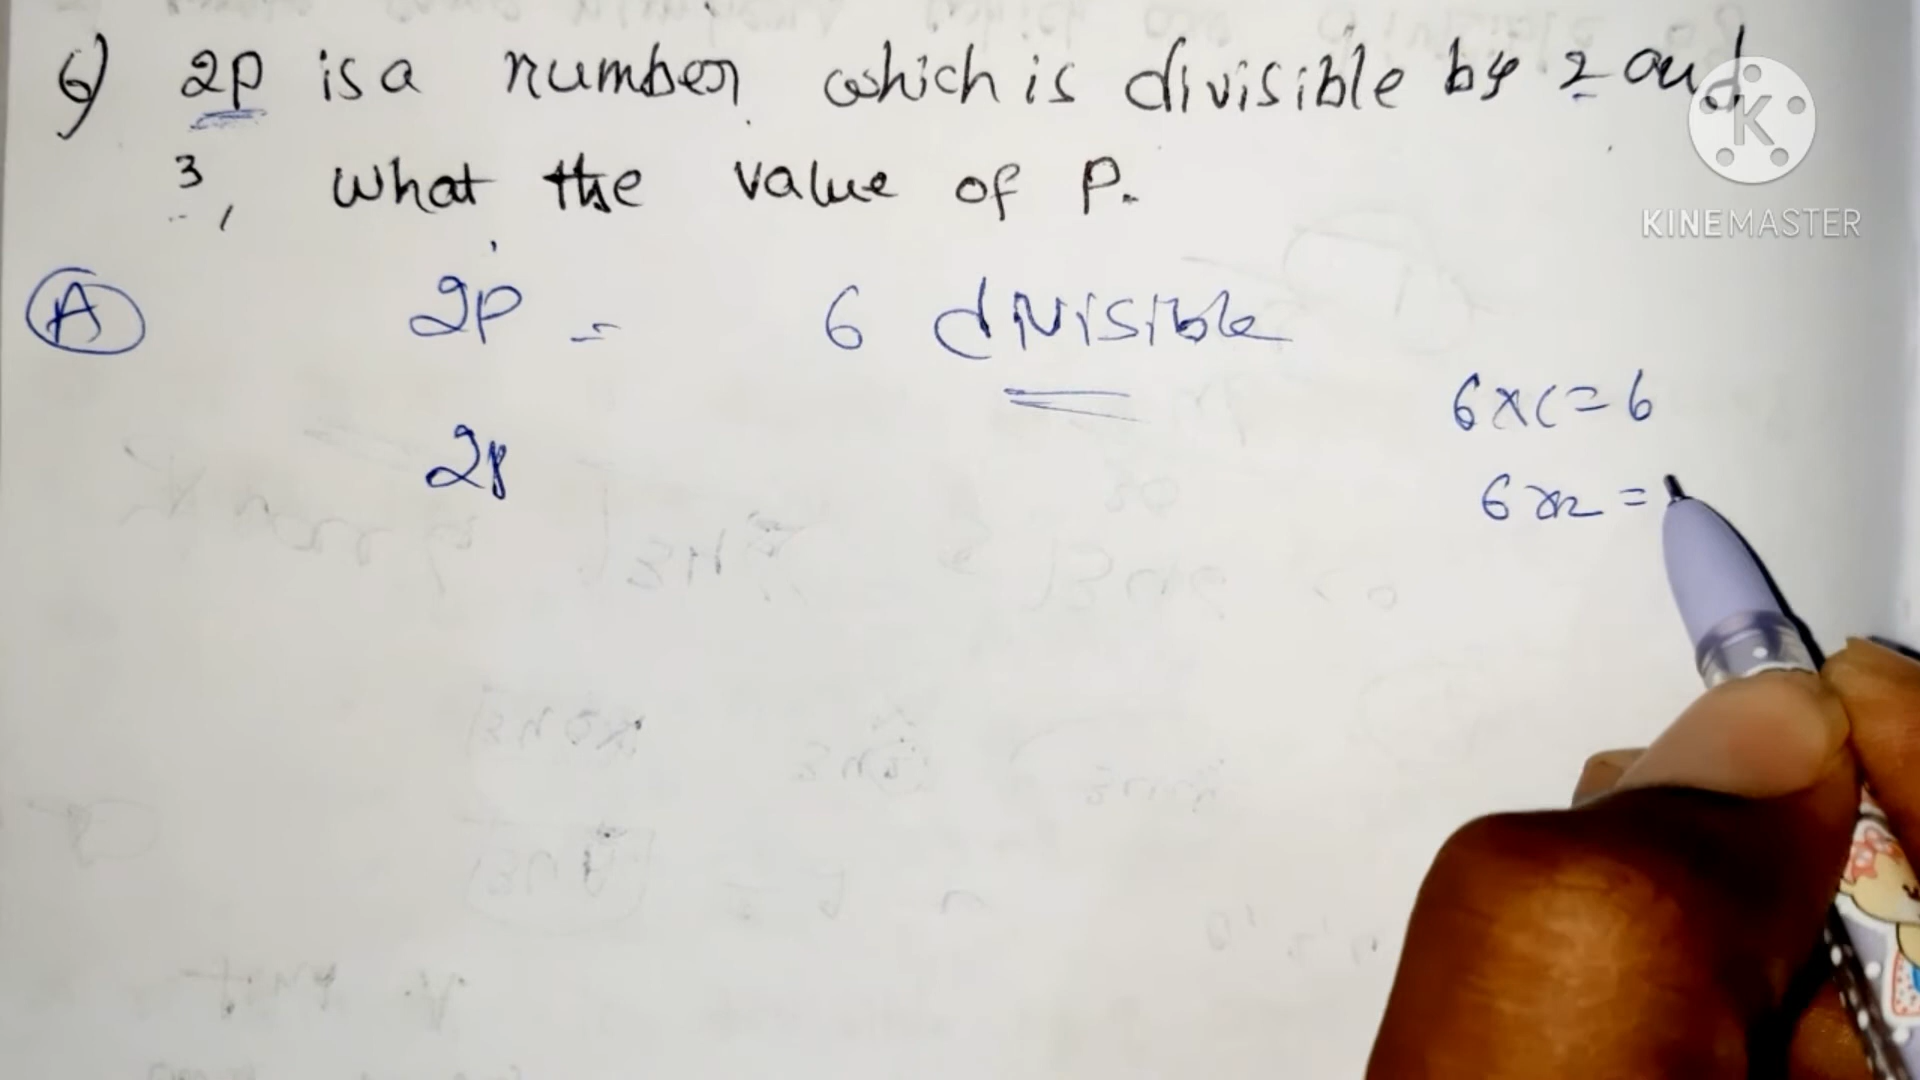 6) 2P is a number which is divisible by 2 and
3, what the value of P.
A 2P = 6 divisible
6x1=6
2P
6x2=
K
KINEMASTER